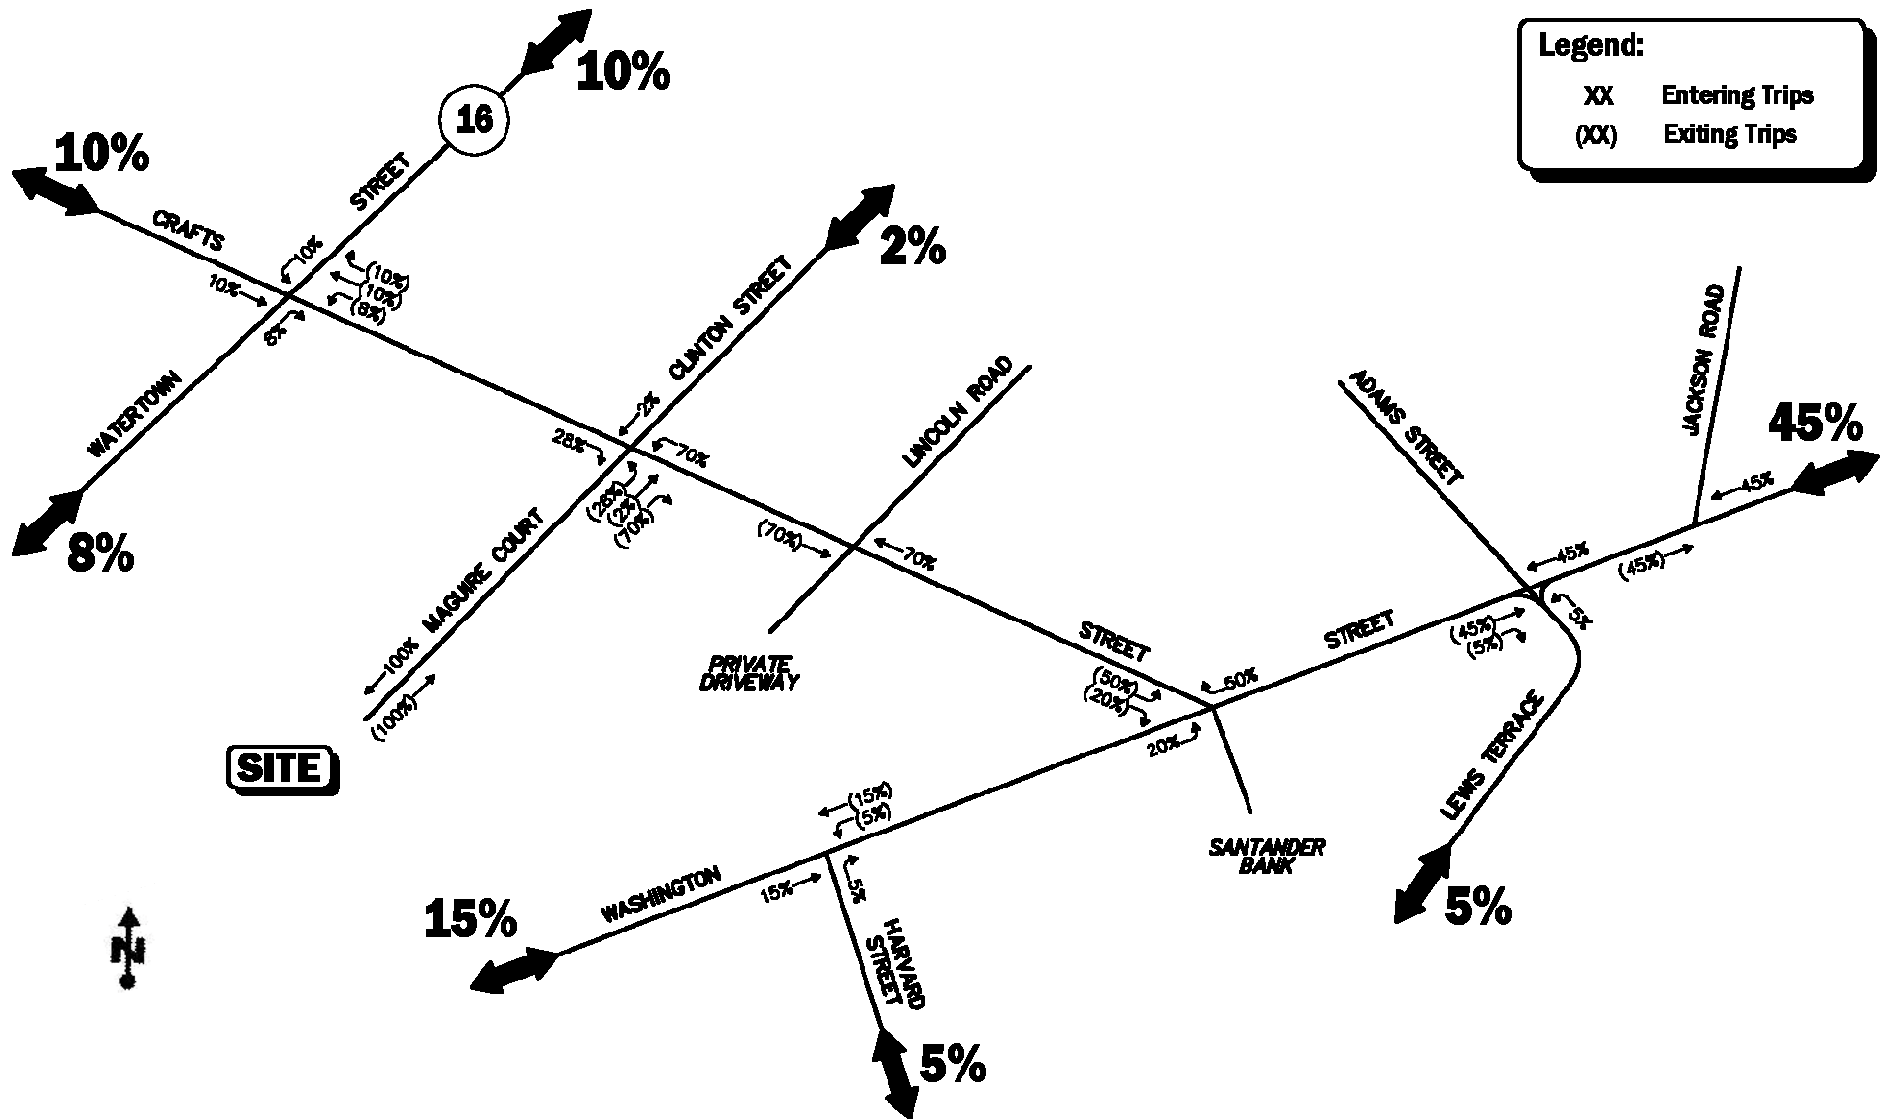 Legend:
XX Entering Trips
(XX) Exiting Trips
10%
16
10%
STREET
CRAFTS
10%
10%
(10%)
(10%)
(8%)
8%
2%
CLINTON STREET
2%
28%
70%
WATERTOWN
8%
LINCOLN ROAD
ADAMS STREET
JACKSON ROAD
45%
45%
(2%)
(70%)
(70%)
70%
45%
(45%)
MAGUIRE COURT
100%
(100%)
SITE
PRIVATE
DRIVEWAY
STREET
(50%)
(20%)
50%
20%
STREET
(45%)
(5%)
5%
LEWIS TERRACE
5%
SANTANDER
BANK
(15%)
(5%)
WASHINGTON
15%
5%
15%
HARVARD
STREET
5%
N